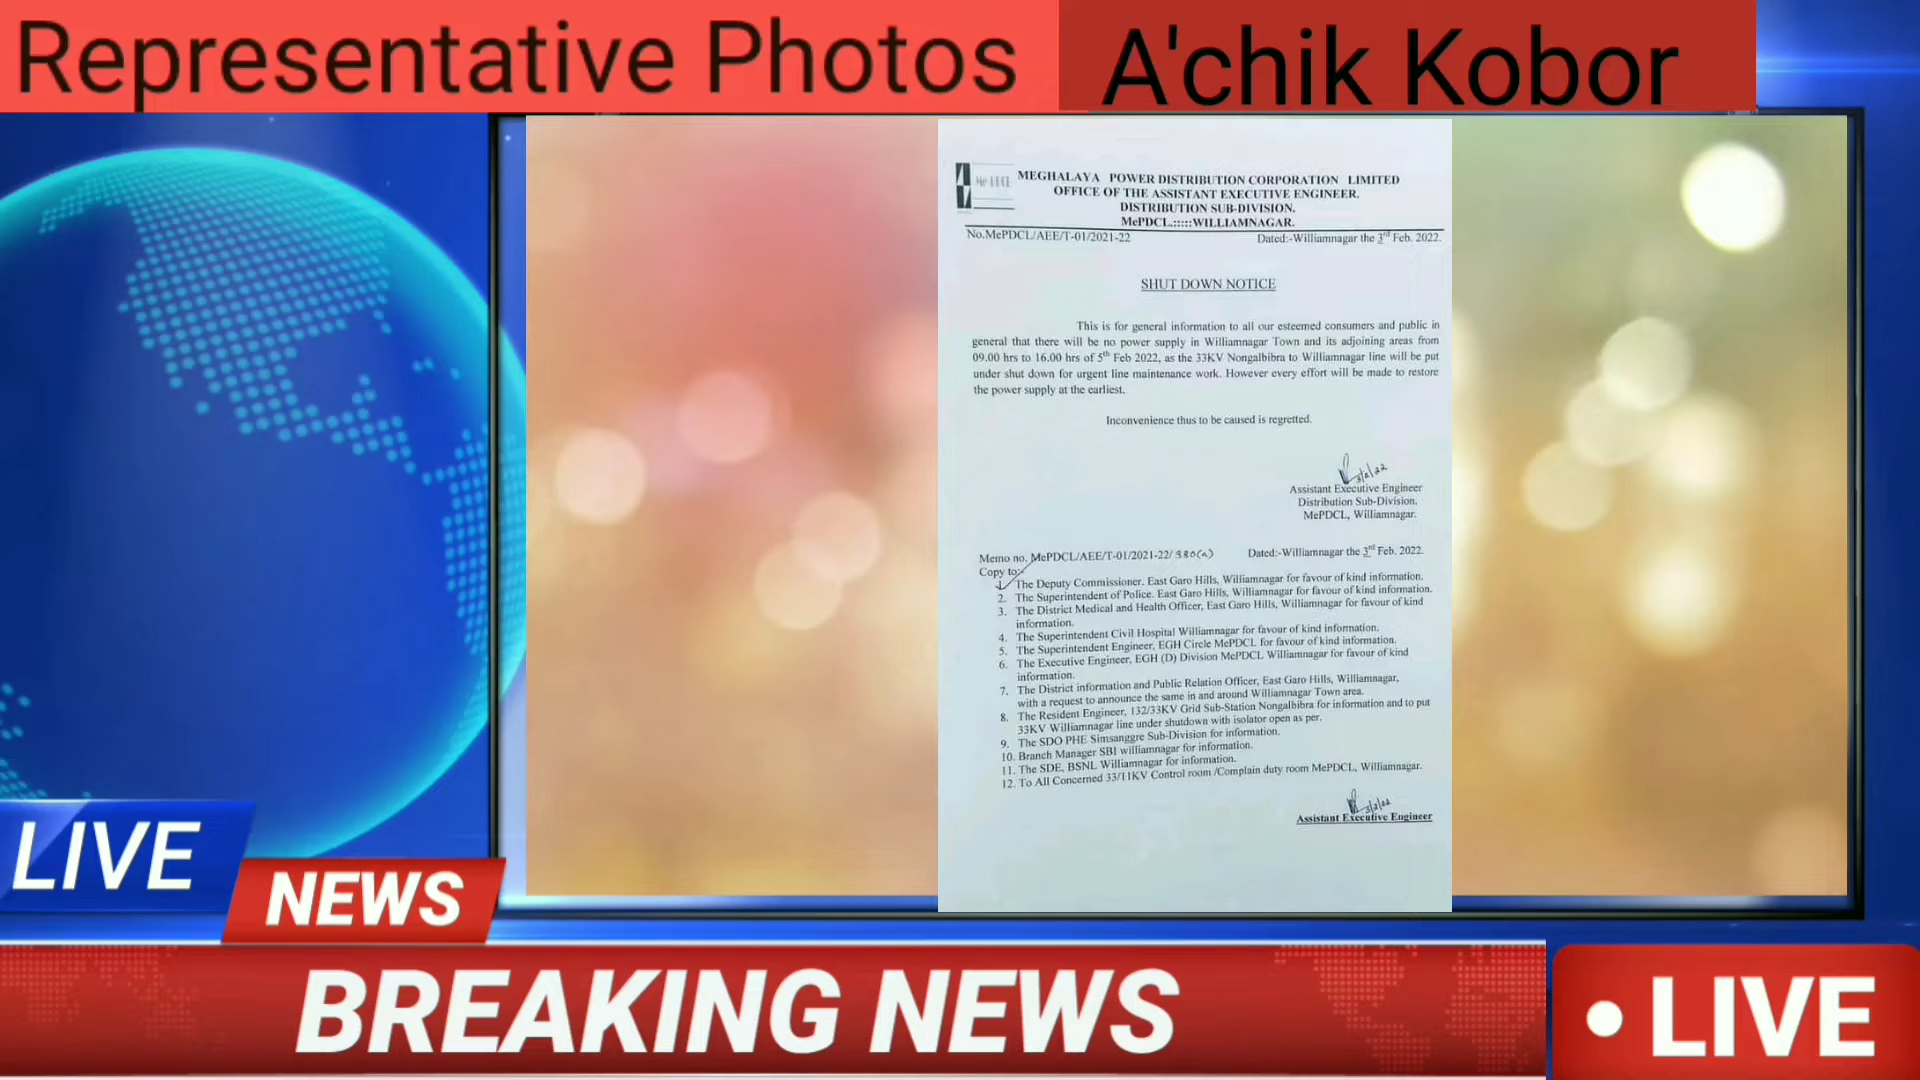 Representative Photos
A'chik Kobor
MePDCL
MEGHALAYA POWER DISTRIBUTION CORPORATION LIMITED
OFFICE OF THE ASSISTANT EXECUTIVE ENGINEER.
DISTRIBUTION SUB-DIVISION.
MePDCL.:::::WILLIAMNAGAR.
No.MePDCL/AEE/T-01/2021-22 Dated:-Williamnagar the 3rd Feb. 2022.
SHUT DOWN NOTICE
This is for general information to all our esteemed consumers and public in
general that there will be no power supply in Williamnagar Town and its adjoining areas from
09.00 hrs to 16.00 hrs of 5th Feb 2022, as the 33KV Nongalbibra to Williamnagar line will be put
under shut down for urgent line maintenance work. However every effort will be made to restore
the power supply at the earliest.
Inconvenience thus to be caused is regretted.
3/2/22
Assistant Executive Engineer
Distribution Sub-Division.
MePDCL, Williamnagar.
Memo no. MePDCL/AEE/T-01/2021-22/ 380(A) Dated:-Williamnagar the 3rd Feb. 2022.
Copy to:-
1. The Deputy Commissioner. East Garo Hills, Williamnagar for favour of kind information.
2. The Superintendent of Police. East Garo Hills, Williamnagar for favour of kind information.
3. The District Medical and Health Officer, East Garo Hills, Williamnagar for favour of kind
information.
4. The Superintendent Civil Hospital Williamnagar for favour of kind information.
5. The Superintendent Engineer, EGH Circle MePDCL for favour of kind information.
6. The Executive Engineer, EGH (D) Division MePDCL Williamnagar for favour of kind
information.
7. The District information and Public Relation Officer, East Garo Hills, Williamnagar,
with a request to announce the same in and around Williamnagar Town area.
8. The Resident Engineer, 132/33KV Grid Sub-Station Nongalbibra for information and to put
33KV Williamnagar line under shutdown with isolator open as per.
9. The SDO PHE Simsanggre Sub-Division for information.
10. Branch Manager SBI williamnagar for information.
11. The SDE, BSNL Williamnagar for information.
12. To All Concerned 33/11KV Control room /Complain duty room MePDCL, Williamnagar.
3/2/22
Assistant Executive Engineer
LIVE
NEWS
BREAKING NEWS
LIVE